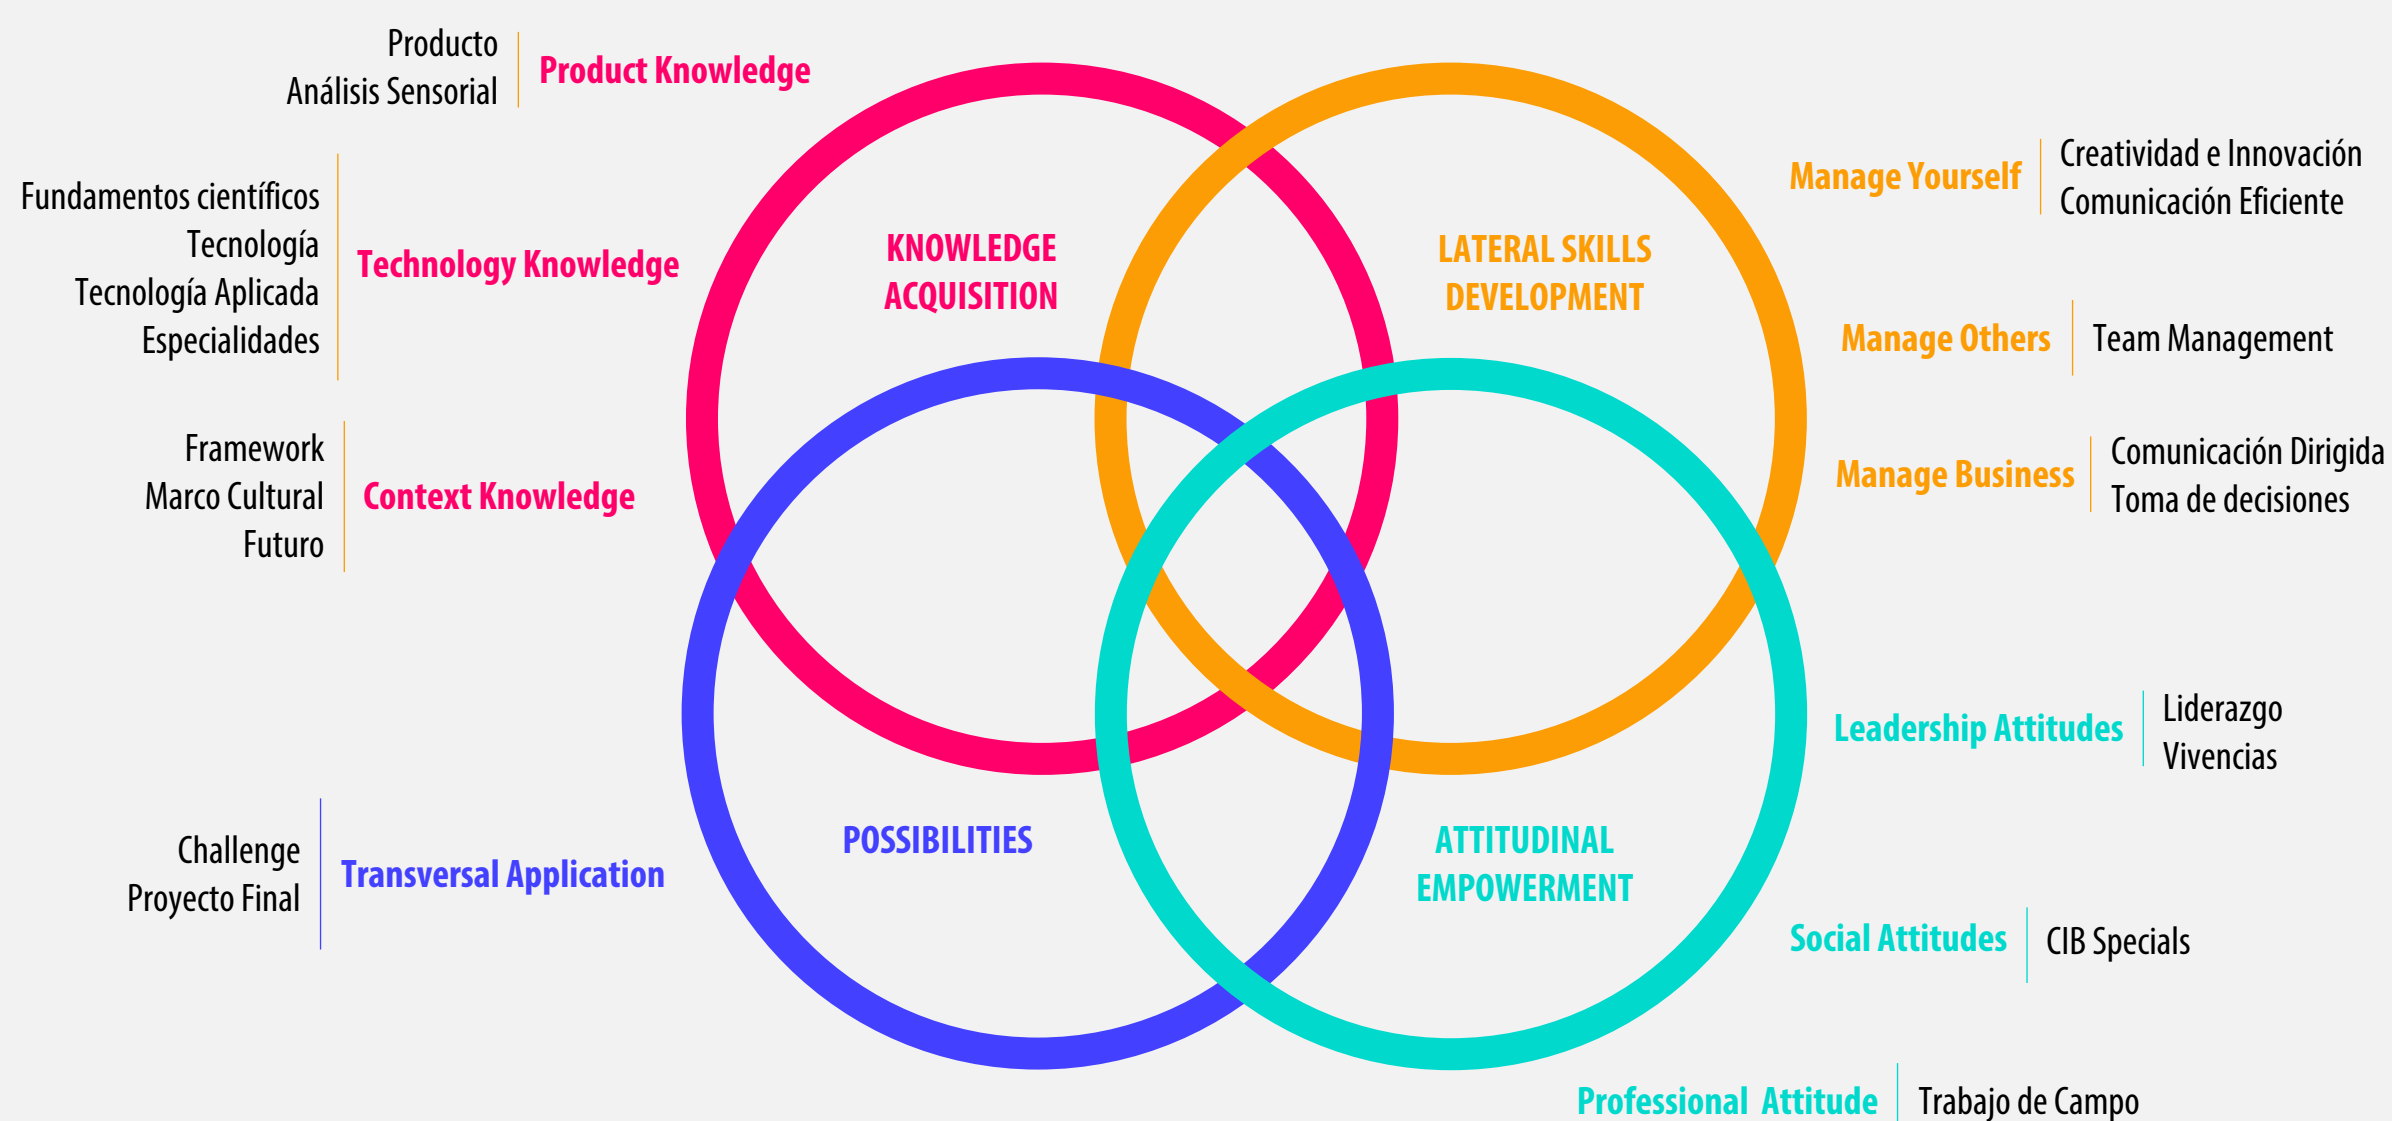 Producto
Análisis Sensorial
Product Knowledge
Fundamentos científicos
Tecnología
Tecnología Aplicada
Especialidades
Technology Knowledge
Framework
Marco Cultural
Futuro
Context Knowledge
Challenge
Proyecto Final
Transversal Application
KNOWLEDGE
ACQUISITION
LATERAL SKILLS
DEVELOPMENT
POSSIBILITIES
ATTITUDINAL
EMPOWERMENT
Manage Yourself
Creatividad e Innovación
Comunicación Eficiente
Manage Others
Team Management
Manage Business
Comunicación Dirigida
Toma de decisiones
Leadership Attitudes
Liderazgo
Vivencias
Social Attitudes
CIB Specials
Professional Attitude
Trabajo de Campo